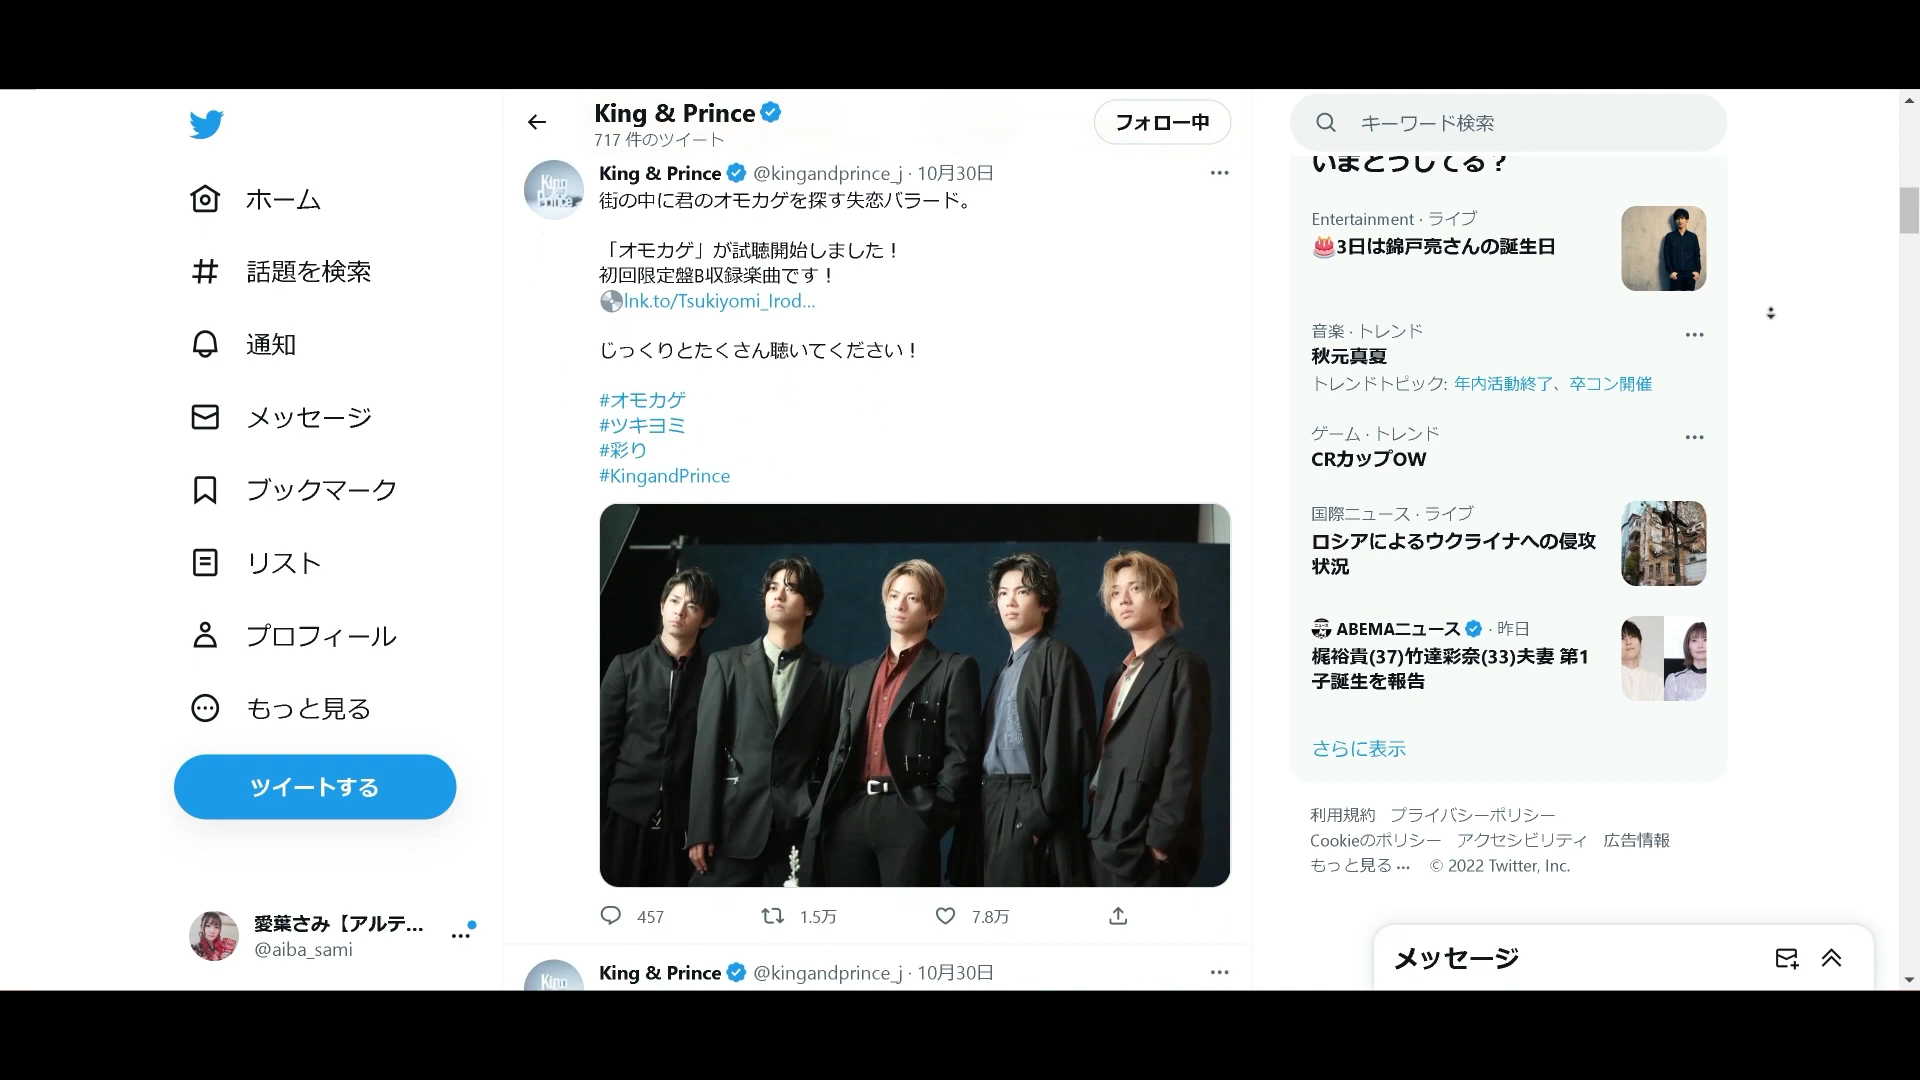 ホーム
話題を検索
通知
メッセージ
ブックマーク
リスト
プロフィール
もっと見る
ツイートする
愛葉さみ【アルテ...
@aiba_sami
King & Prince
717 件のツイート
フォロー中
King & Prince @kingandprince_j · 10月30日
街の中に君のオモカゲを探す失恋バラード。
「オモカゲ」が試聴開始しました！
初回限定盤B収録楽曲です！
lnk.to/Tsukiyomi_Irod...
じっくりとたくさん聴いてください！
#オモカゲ
#ツキヨミ
#彩り
#KingandPrince
457 1.5万 7.8万
King & Prince @kingandprince_j · 10月30日
キーワード検索
いまどうしてる？
Entertainment · ライブ
3日は錦戸亮さんの誕生日
音楽 · トレンド
秋元真夏
トレンドトピック: 年内活動終了、卒コン開催
ゲーム · トレンド
CRカップOW
国際ニュース · ライブ
ロシアによるウクライナへの侵攻
状況
ABEMAニュース · 昨日
梶裕貴(37)竹達彩奈(33)夫妻 第1
子誕生を報告
さらに表示
利用規約 プライバシーポリシー
Cookieのポリシー アクセシビリティ 広告情報
もっと見る ... © 2022 Twitter, Inc.
メッセージ